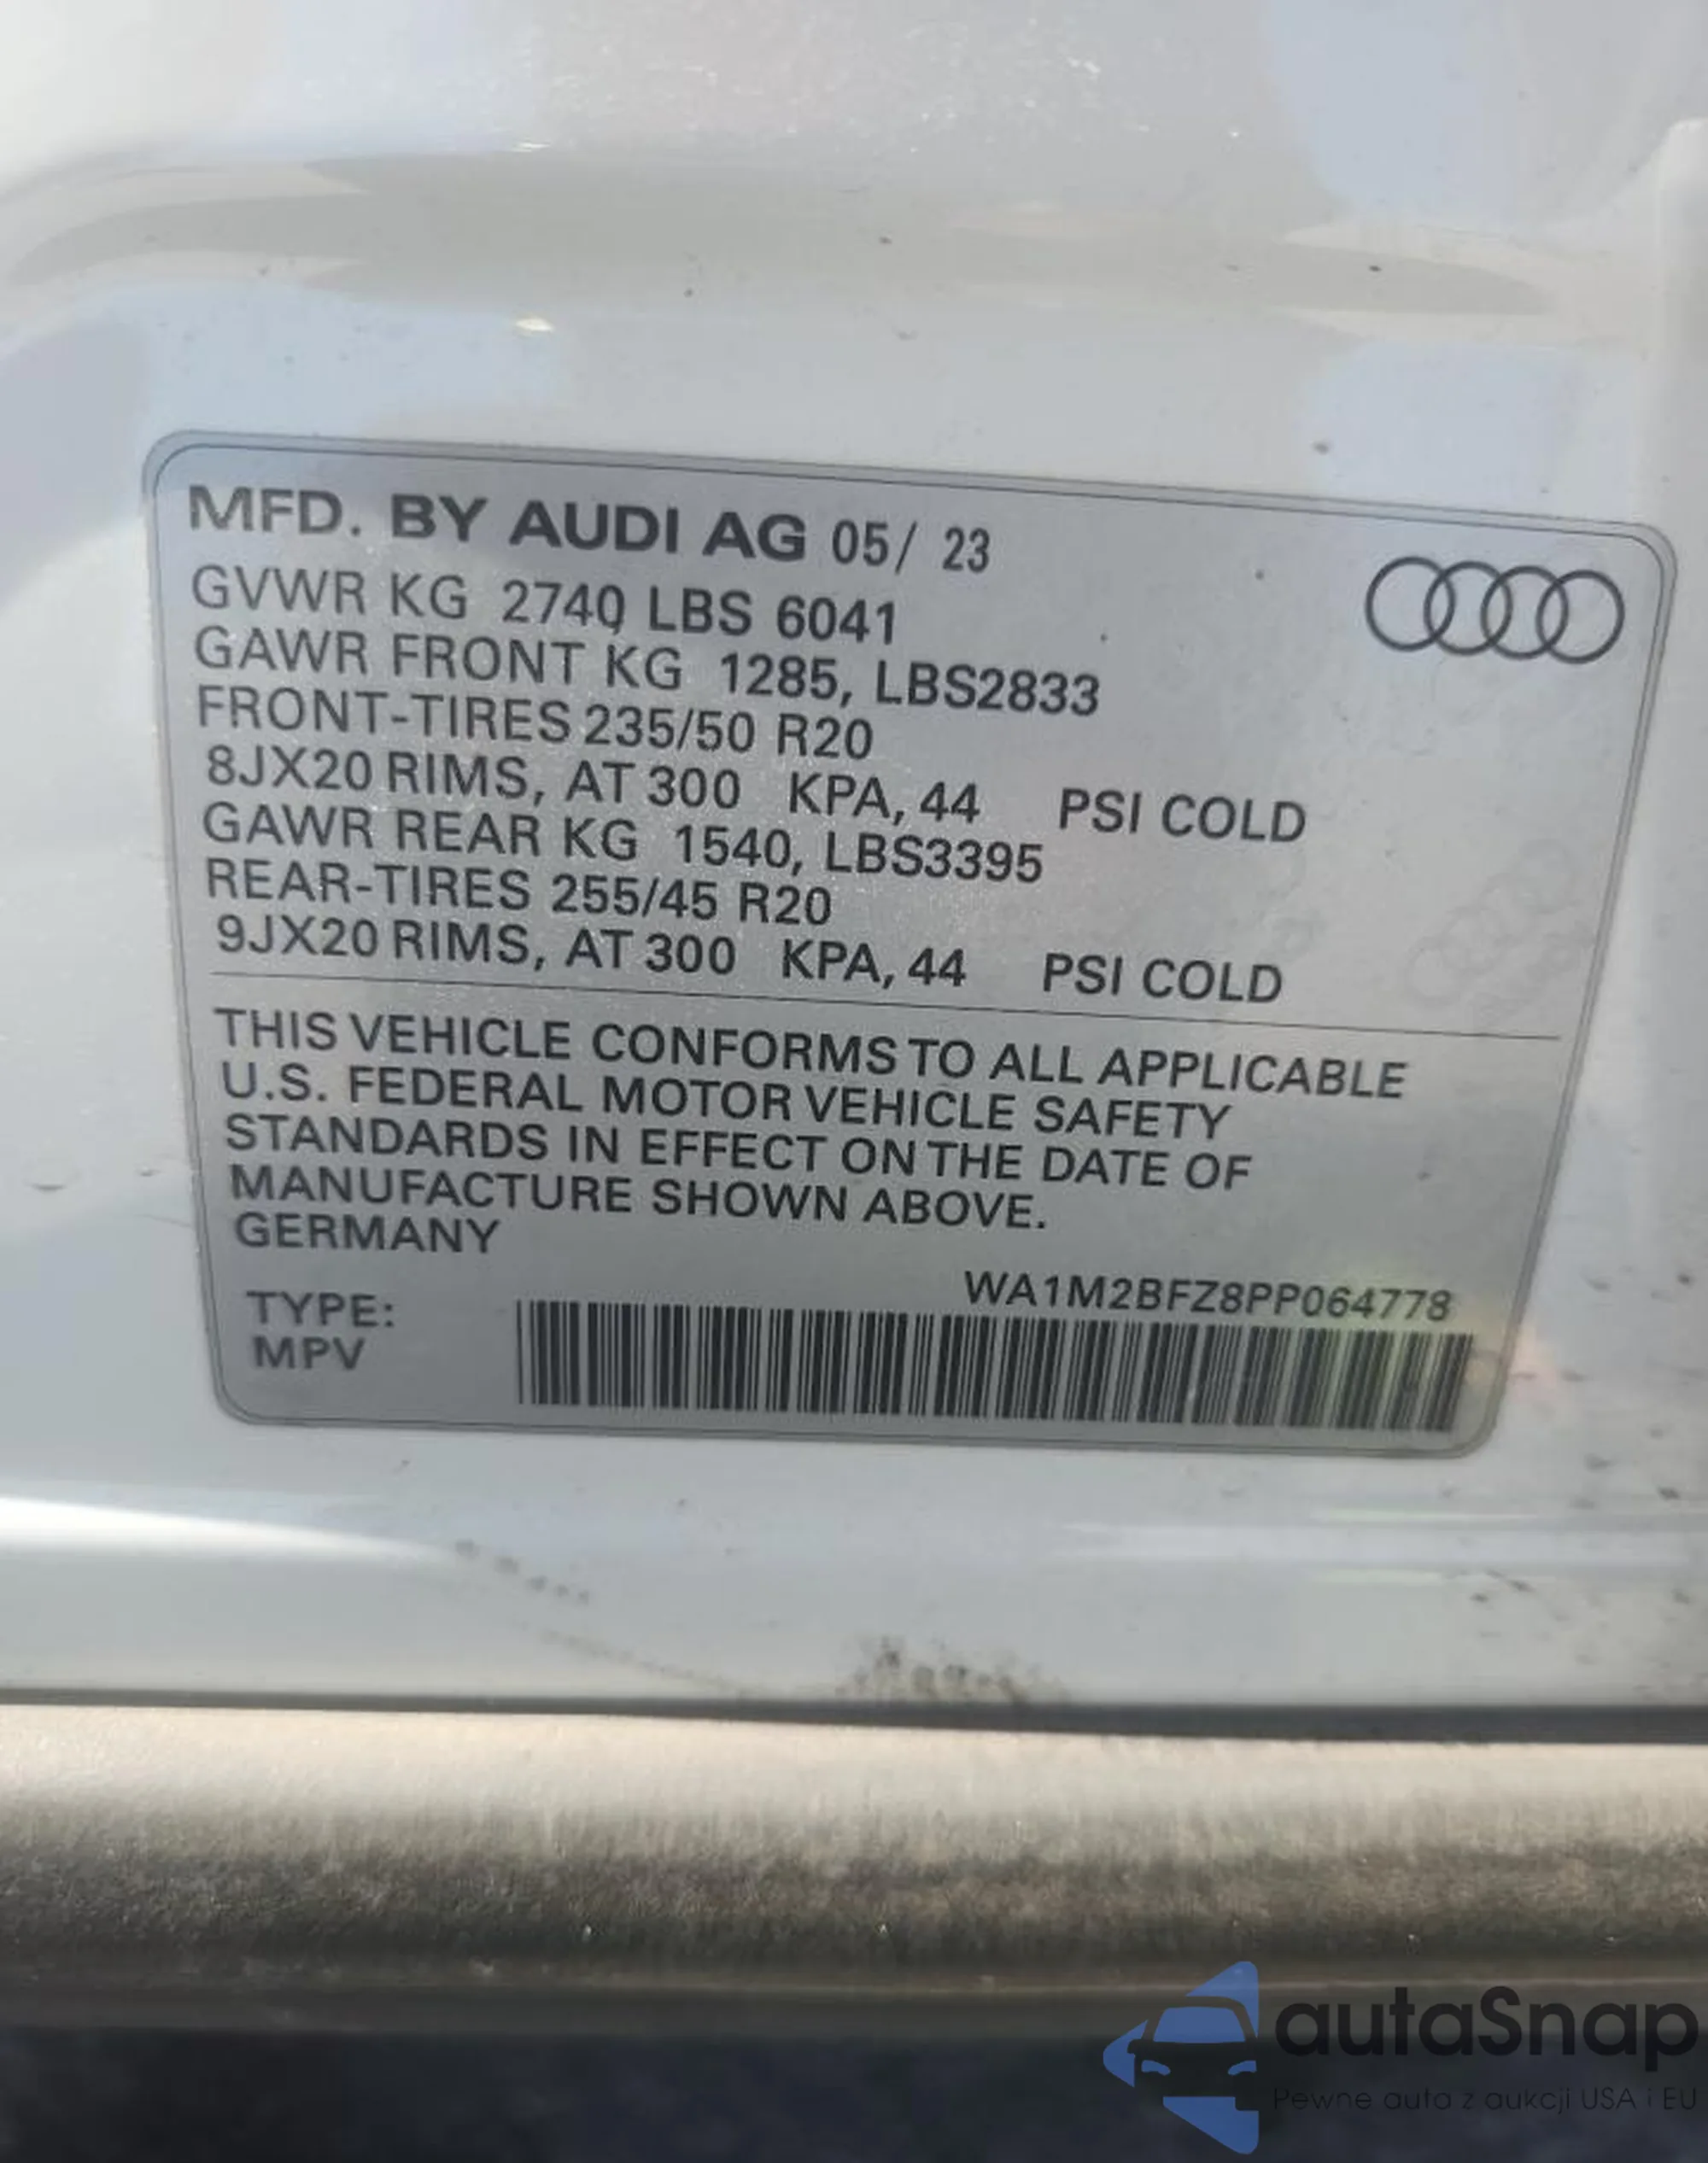 MFD. BY AUDI AG 05/ 23
GVWR KG 2740 LBS 6041
GAWR FRONT KG 1285, LBS2833
FRONT-TIRES 235/50 R20
8JX20 RIMS, AT 300 KPA, 44 PSI COLD
GAWR REAR KG 1540, LBS3395
REAR-TIRES 255/45 R20
9JX20 RIMS, AT 300 KPA, 44 PSI COLD
THIS VEHICLE CONFORMS TO ALL APPLICABLE
U.S. FEDERAL MOTOR VEHICLE SAFETY
STANDARDS IN EFFECT ON THE DATE OF
MANUFACTURE SHOWN ABOVE.
GERMANY
WA1M2BFZ8PP064778
TYPE:
MPV
autaSnap
Pewne auta z aukcji USA i EU